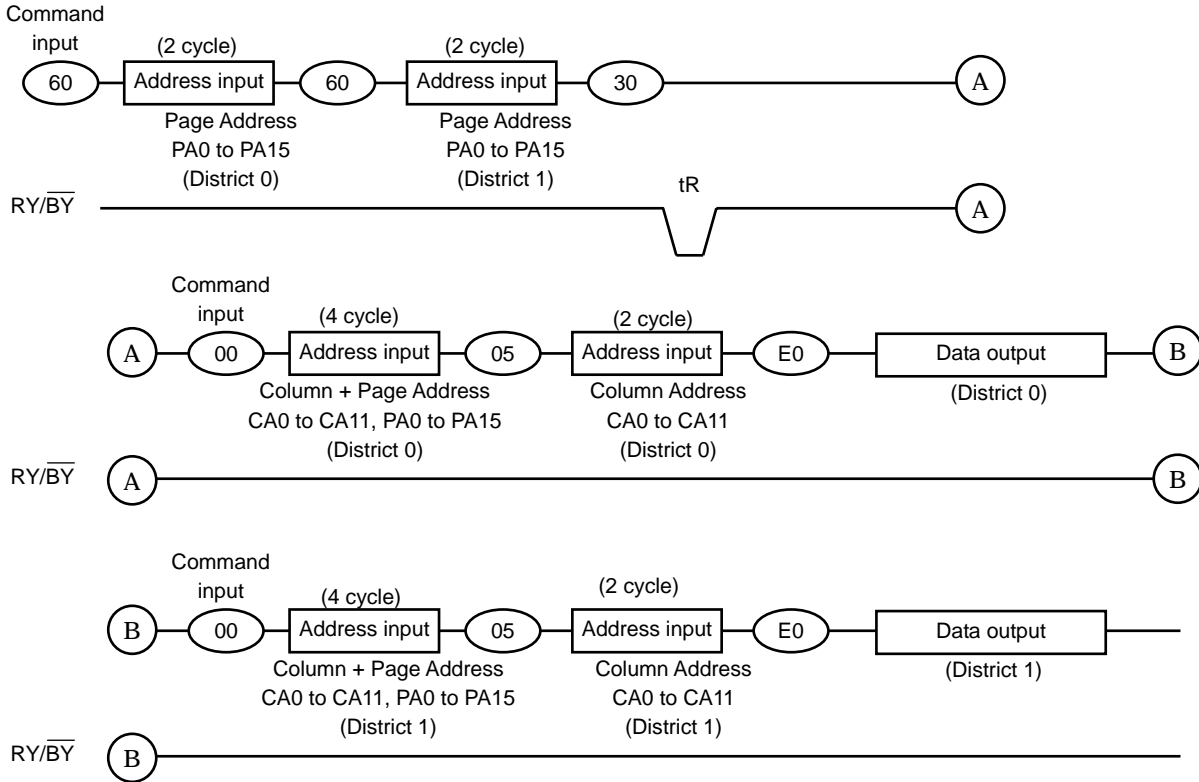 Command
input
(2 cycle)
(2 cycle)
60
Address input
60
Address input
30
A
Page Address
PA0 to PA15
(District 0)
Page Address
PA0 to PA15
(District 1)
tR
RY/BY
A
Command
input
(4 cycle)
(2 cycle)
A
00
Address input
05
Address input
E0
Data output
B
Column + Page Address
CA0 to CA11, PA0 to PA15
(District 0)
Column Address
CA0 to CA11
(District 0)
(District 0)
RY/BY
A
B
Command
input
(4 cycle)
(2 cycle)
B
00
Address input
05
Address input
E0
Data output
Column + Page Address
CA0 to CA11, PA0 to PA15
(District 1)
Column Address
CA0 to CA11
(District 1)
(District 1)
RY/BY
B